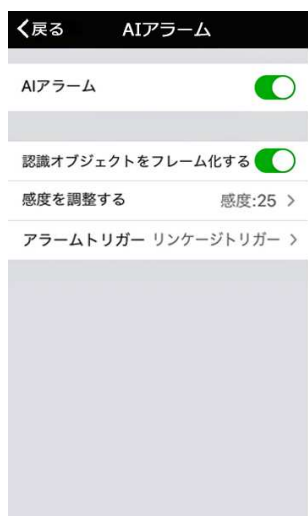 戻る AIアラーム
AIアラーム
認識オブジェクトをフレーム化する
感度を調整する 感度:25
アラームトリガー リンケージトリガー